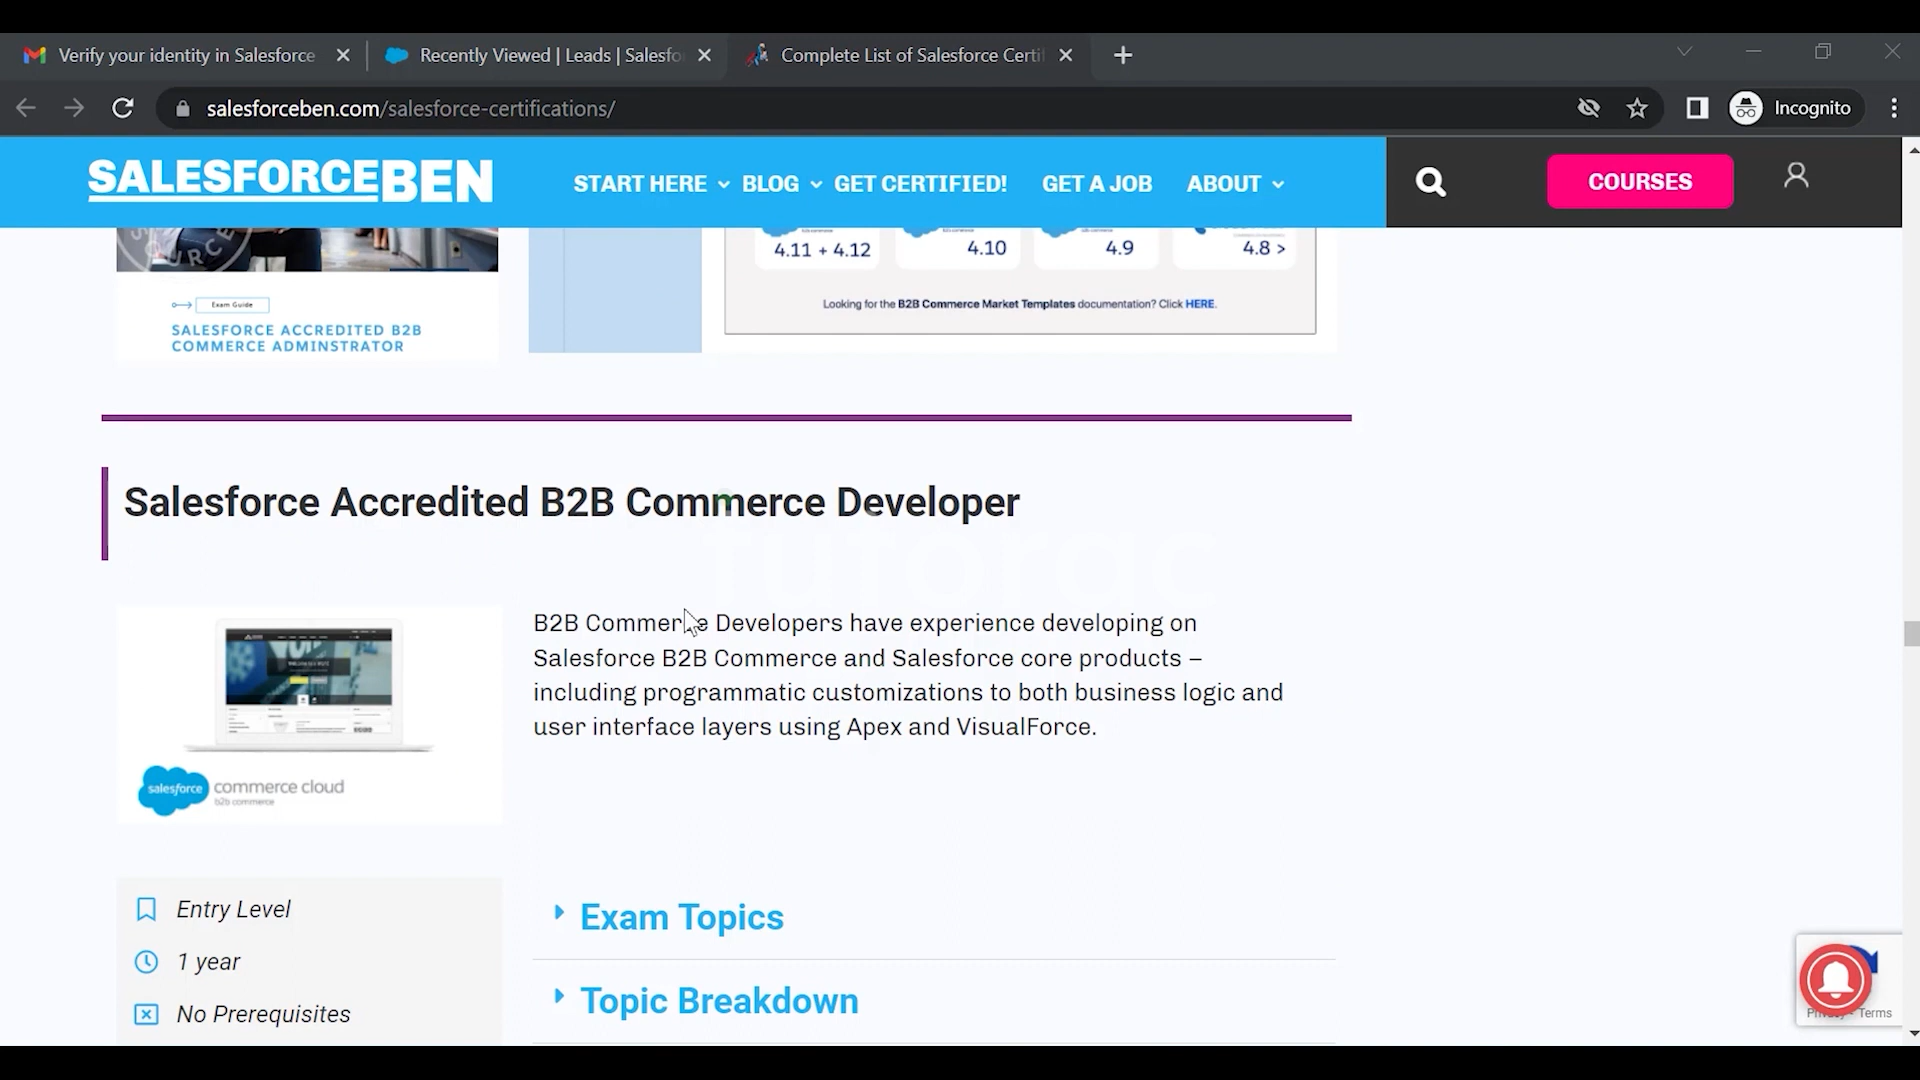 Verify your identity in Salesforce
Recently Viewed | Leads | Salesfo
Complete List of Salesforce Certi
salesforceben.com/salesforce-certifications/
Incognito
SALESFORCEBEN
START HERE
BLOG
GET CERTIFIED!
GET A JOB
ABOUT
COURSES
4.11 + 4.12
4.10
4.9
4.8 >
Looking for the B2B Commerce Market Templates documentation? Click HERE.
Exam Guide
SALESFORCE ACCREDITED B2B
COMMERCE ADMINSTRATOR
Salesforce Accredited B2B Commerce Developer
tutorac
B2B Commerce Developers have experience developing on
Salesforce B2B Commerce and Salesforce core products –
including programmatic customizations to both business logic and
user interface layers using Apex and VisualForce.
salesforce
commerce cloud
b2b commerce
Entry Level
1 year
No Prerequisites
Exam Topics
Topic Breakdown
Terms